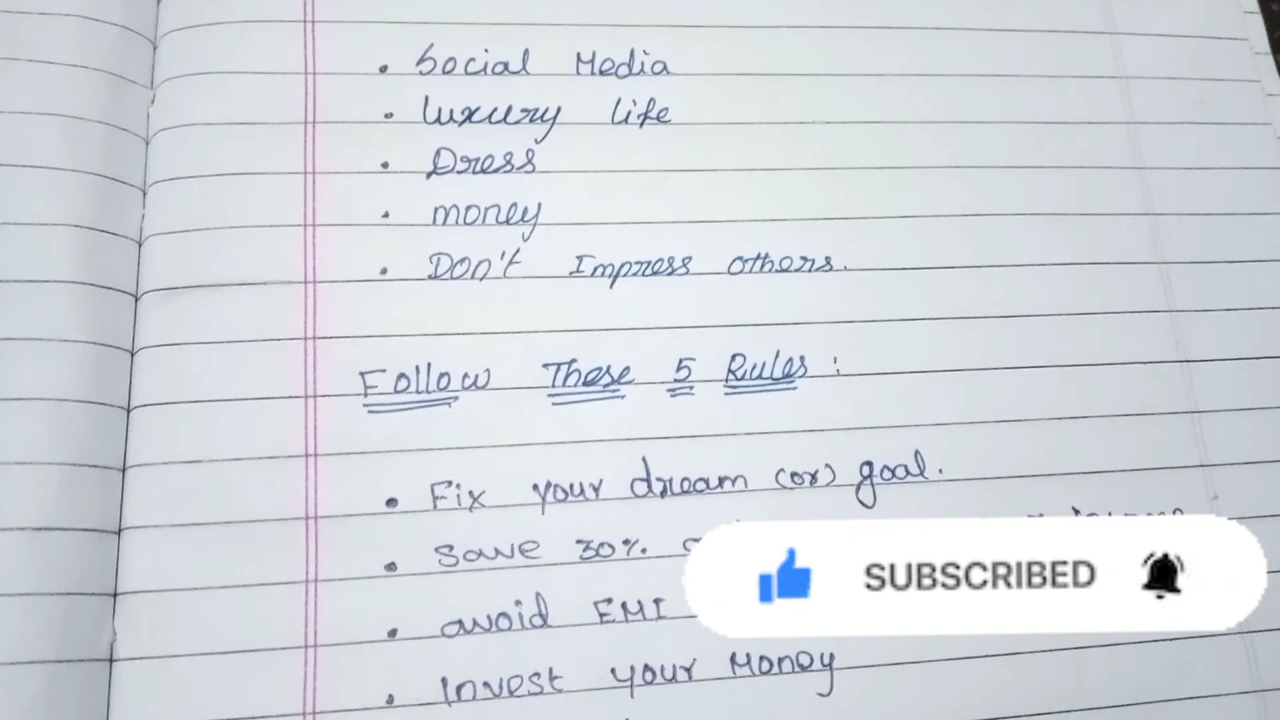 • Social Media
• luxury life
• Dress
• money
• Don't Impress others.
Follow These 5 Rules :
• Fix your dream (or) goal.
• Save 30%
• avoid EMI
• Invest your Money
SUBSCRIBED